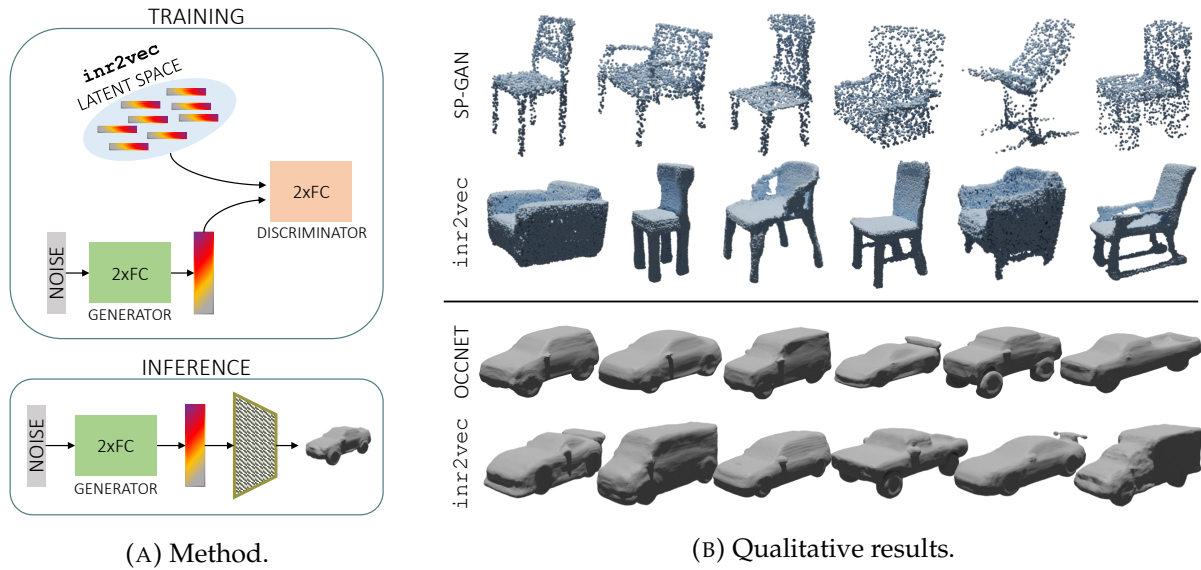 TRAINING
inr2vec
LATENT SPACE
2xFC
DISCRIMINATOR
NOISE
2xFC
GENERATOR
INFERENCE
NOISE
2xFC
GENERATOR
(A) Method.
SP-GAN
inr2vec
OCCNET
inr2vec
(B) Qualitative results.